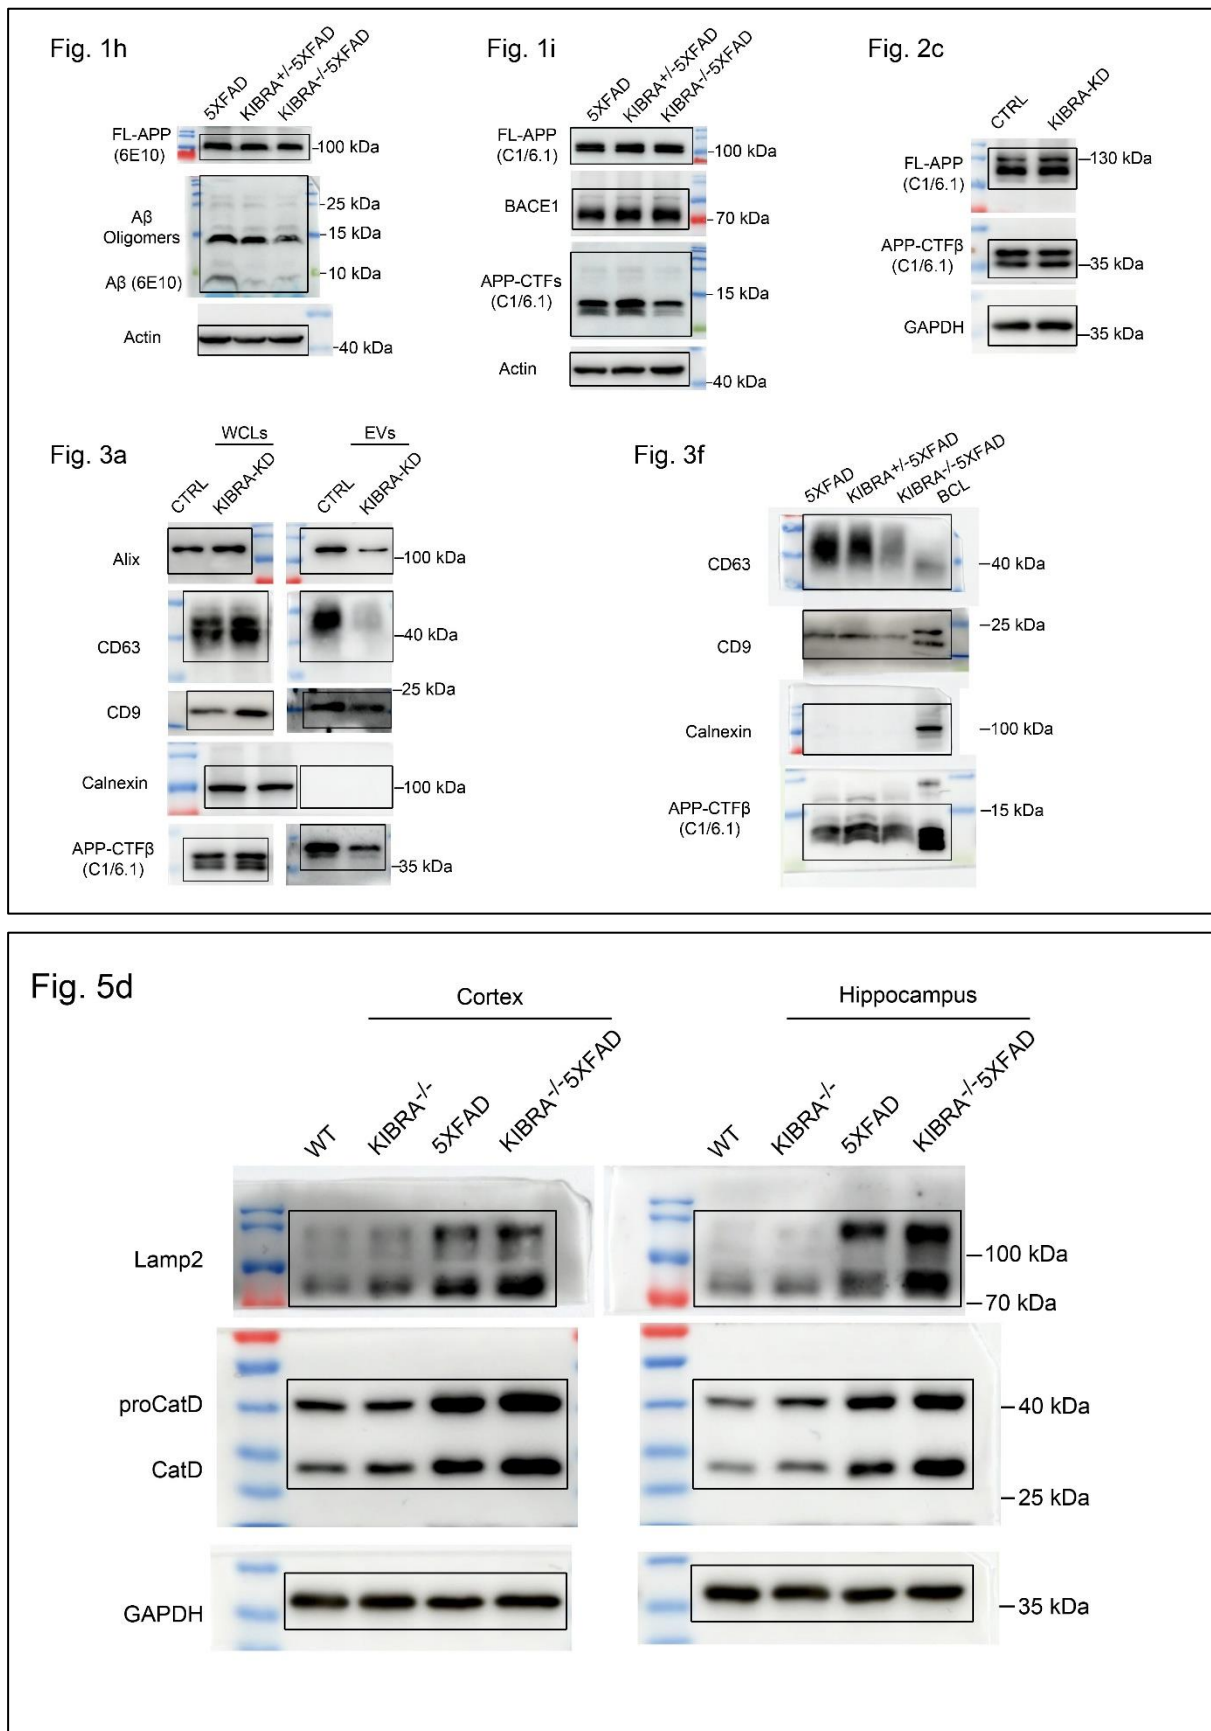 Fig. 1h
5XFAD
KIBRA+/-5XFAD
KIBRA-/-5XFAD
FL-APP
(6E10)
–100 kDa
–25 kDa
Aβ
Oligomers
–15 kDa
Aβ (6E10)
–10 kDa
Actin
–40 kDa
Fig. 1i
5XFAD
KIBRA+/-5XFAD
KIBRA-/-5XFAD
FL-APP
(C1/6.1)
–100 kDa
BACE1
–70 kDa
APP-CTFs
(C1/6.1)
–15 kDa
Actin
–40 kDa
Fig. 2c
CTRL
KIBRA-KD
FL-APP
(C1/6.1)
–130 kDa
APP-CTFβ
(C1/6.1)
–35 kDa
GAPDH
–35 kDa
Fig. 3a
WCLs
EVs
CTRL
KIBRA-KD
CTRL
KIBRA-KD
Alix
–100 kDa
CD63
–40 kDa
–25 kDa
CD9
Calnexin
–100 kDa
APP-CTFβ
(C1/6.1)
–35 kDa
Fig. 3f
5XFAD
KIBRA+/-5XFAD
KIBRA-/-5XFAD
BCL
CD63
–40 kDa
–25 kDa
CD9
Calnexin
–100 kDa
APP-CTFβ
(C1/6.1)
–15 kDa
Fig. 5d
Cortex
Hippocampus
WT
KIBRA-/-
5XFAD
KIBRA-/-5XFAD
WT
KIBRA-/-
5XFAD
KIBRA-/-5XFAD
Lamp2
–100 kDa
–70 kDa
proCatD
–40 kDa
CatD
–25 kDa
GAPDH
–35 kDa